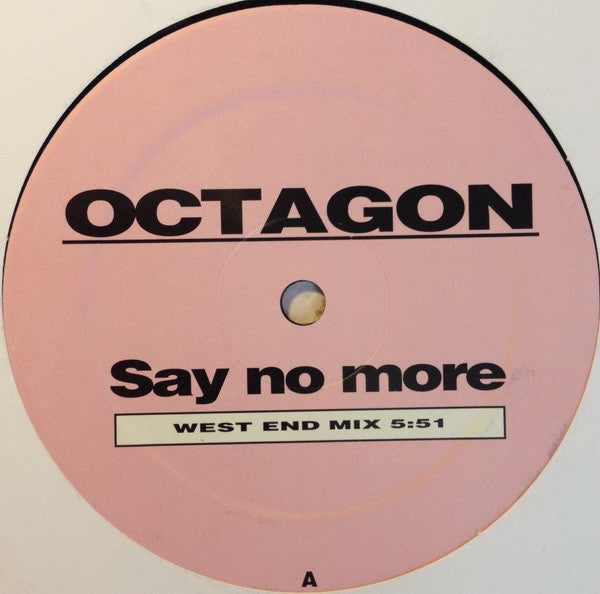 OCTAGON
Say no more
WEST END MIX 5:51
A